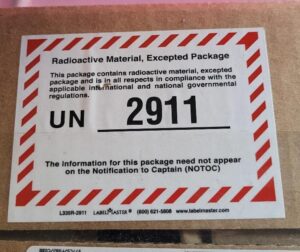 Radioactive Material, Excepted Package
This package contains radioactive material, excepted
package and is in all respects in compliance with the
applicable international and national governmental
regulations.
UN 2911
The information for this package need not appear
on the Notification to Captain (NOTOC)
L335R-2911 LABELMASTER® (800) 621-5808 www.labelmaster.com